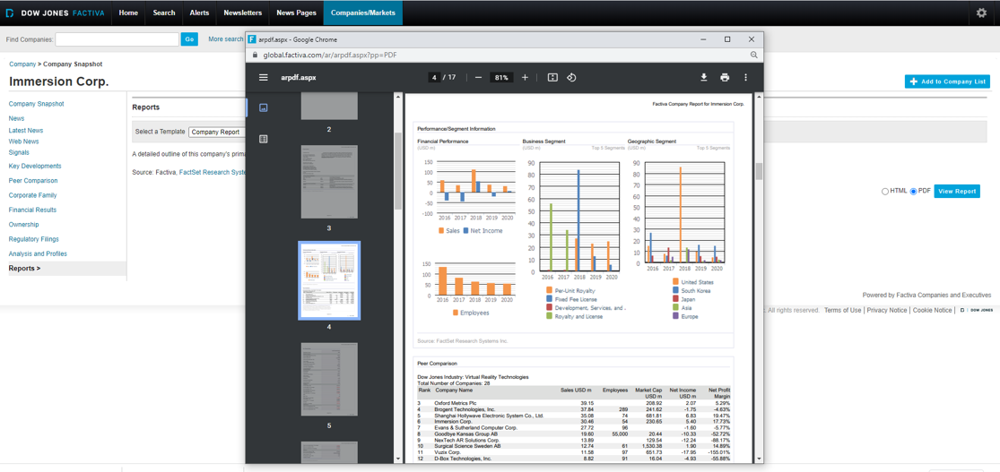 DOW JONES FACTIVA
Home Search Alerts Newsletters News Pages Companies/Markets
Find Companies: Go More search
arpdf.aspx - Google Chrome
global.factiva.com/ar/arpdf.aspx?pp=PDF
arpdf.aspx 4 / 17 81%
Company > Company Snapshot
Immersion Corp.
Add to Company List
Company Snapshot
News
Latest News
Web News
Signals
Key Developments
Peer Comparison
Corporate Family
Financial Results
Ownership
Regulatory Filings
Analysis and Profiles
Reports >
Reports
Select a Template Company Report
A detailed outline of this company's prim
Source: Factiva, FactSet Research Syst
HTML PDF View Report
2
3
4
5
Factiva Company Report for Immersion Corp.
Performance/Segment Information
Financial Performance
(USD m)
150
100
50
0
-50
-100
2016 2017 2018 2019 2020
Sales Net Income
150
100
50
0
2016 2017 2018 2019 2020
Employees
Business Segment
(USD m) Top 5 Segments
90
80
70
60
50
40
30
20
10
0
2016 2017 2018 2019 2020
Per-Unit Royalty
Fixed Fee License
Development, Services, and .
Royalty and License
Geographic Segment
(USD m) Top 5 Segments
90
80
70
60
50
40
30
20
10
0
2016 2017 2018 2019 2020
United States
South Korea
Japan
Asia
Europe
Source: FactSet Research Systems Inc.
Peer Comparison
Dow Jones Industry: Virtual Reality Technologies
Total Number of Companies: 28
Rank Company Name Sales USD m Employees Market Cap USD m Net Income USD m Net Profit Margin
3 Oxford Metrics Plc 39.15 208.92 2.07 5.29%
4 Brogent Technologies, Inc. 37.84 289 241.62 -1.75 -4.63%
5 Shanghai Hollywave Electronic System Co., Ltd. 35.08 74 681.81 6.83 19.47%
6 Immersion Corp. 30.46 54 230.65 5.40 17.73%
7 Evans & Sutherland Computer Corp. 27.72 96 -1.60 -5.77%
8 Goodbye Kansas Group AB 19.60 55,000 20.44 -10.33 -52.72%
9 NexTech AR Solutions Corp. 13.89 129.54 -12.24 -88.17%
10 Surgical Science Sweden AB 12.74 61 1,530.38 1.90 14.89%
11 Vuzix Corp. 11.58 97 651.73 -17.95 -155.01%
12 D-Box Technologies, Inc. 8.82 91 16.04 -4.93 -55.88%
Powered by Factiva Companies and Executives
All rights reserved. Terms of Use | Privacy Notice | Cookie Notice | DOW JONES